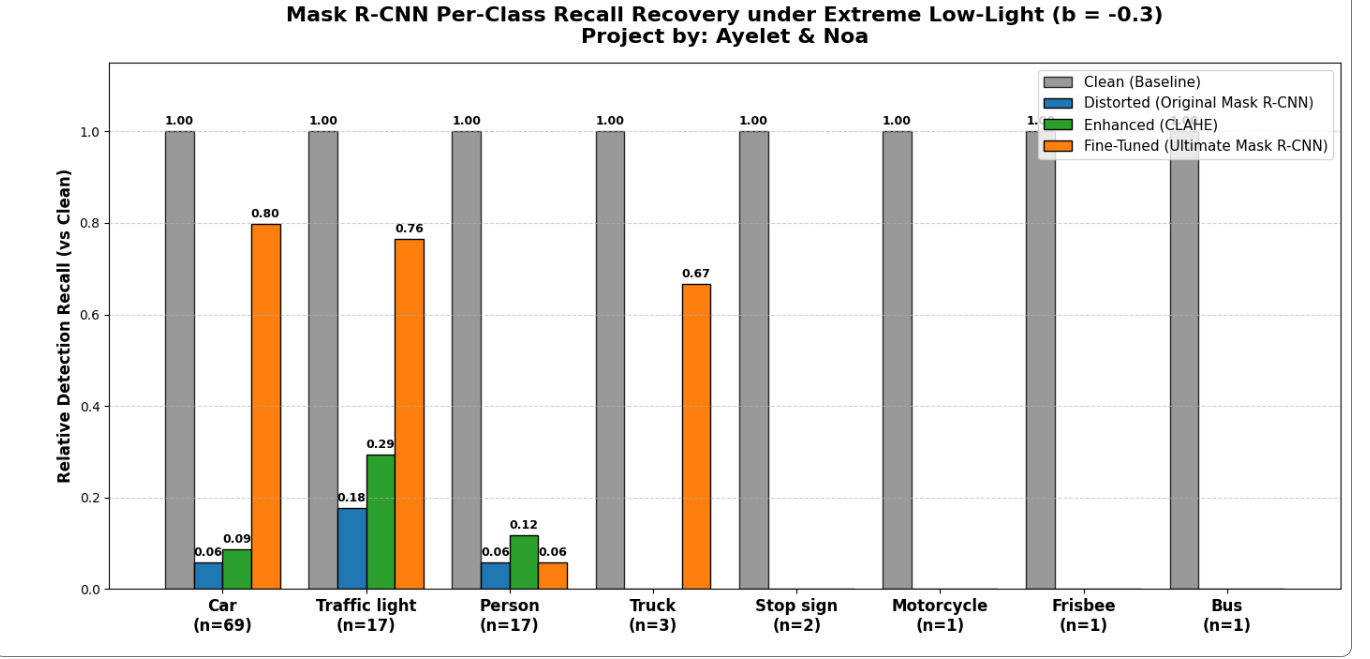 Mask R-CNN Per-Class Recall Recovery under Extreme Low-Light (b = -0.3)
Project by: Ayelet & Noa
Clean (Baseline)
Distorted (Original Mask R-CNN)
Enhanced (CLAHE)
Fine-Tuned (Ultimate Mask R-CNN)
Relative Detection Recall (vs Clean)
1.0
0.8
0.6
0.4
0.2
0.0
1.00 0.06 0.09 0.80
1.00 0.18 0.29 0.76
1.00 0.06 0.12 0.06
1.00 0.67
1.00
1.00
Car Traffic light Person Truck Stop sign Motorcycle Frisbee Bus
(n=69) (n=17) (n=17) (n=3) (n=2) (n=1) (n=1) (n=1)